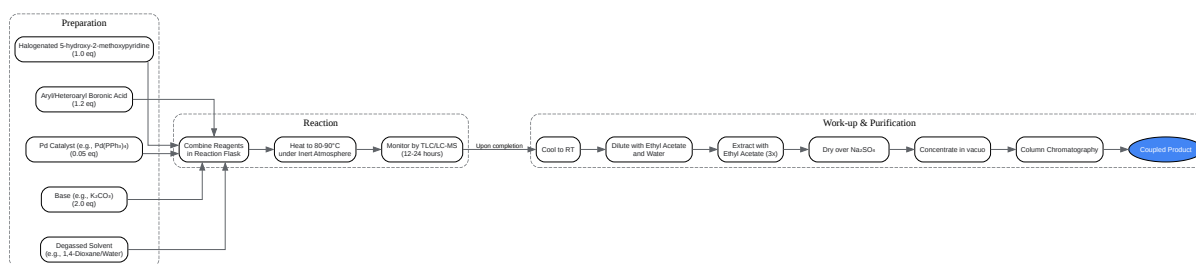 Preparation
Halogenated 5-hydroxy-2-methoxypyridine
(1.0 eq)
Aryl/Heteroaryl Boronic Acid
(1.2 eq)
Pd Catalyst (e.g., Pd(PPh₃)₄)
(0.05 eq)
Base (e.g., K₂CO₃)
(2.0 eq)
Degassed Solvent
(e.g., 1,4-Dioxane/Water)
Reaction
Combine Reagents
in Reaction Flask
Heat to 80-90°C
under Inert Atmosphere
Monitor by TLC/LC-MS
(12-24 hours)
Upon completion
Work-up & Purification
Cool to RT
Dilute with Ethyl Acetate
and Water
Extract with
Ethyl Acetate (3x)
Dry over Na₂SO₄
Concentrate in vacuo
Column Chromatography
Coupled Product